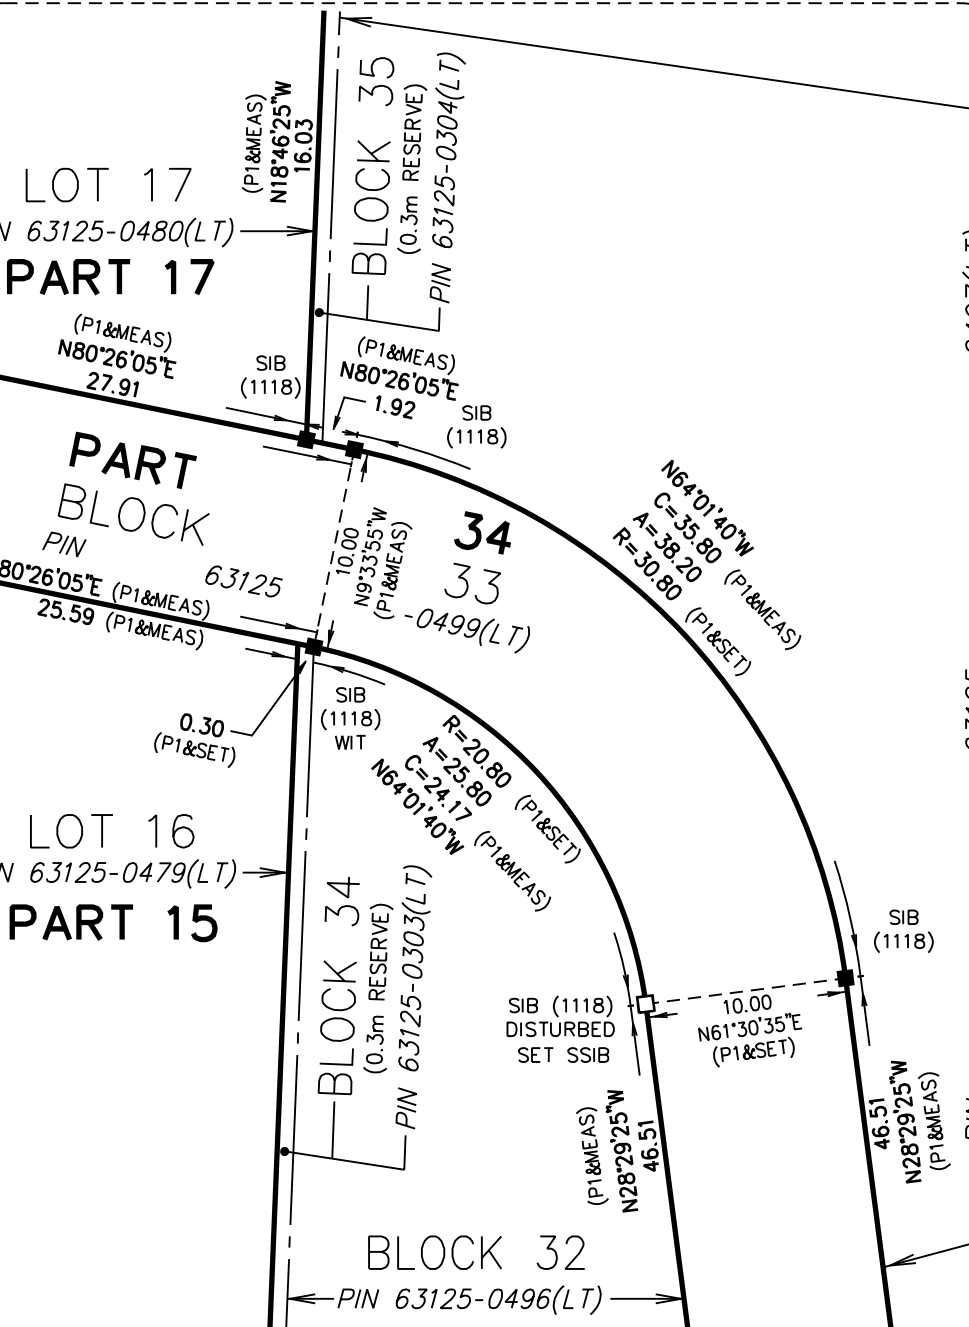 (P1&MEAS)
N18°46'25"W
16.03
BLOCK 35
(0.3m RESERVE)
PIN 63125-0304(LT)
LOT 17
N 63125-0480(LT)
PART 17
(P1&MEAS)
N80°26'05"E
27.91
SIB
(1118)
(P1&MEAS)
N80°26'05"E
1.92
SIB
(1118)
PART
BLOCK
PIN
80°26'05"E (P1&MEAS)
25.59 (P1&MEAS)
63125
10.00
N9°33'55"W
(P1&MEAS)
34
33
-0499(LT)
N64°01'40"W
C=35.80 (P1&MEAS)
A=38.20
R=30.80 (P1&SET)
0.30
(P1&SET)
SIB
(1118)
WIT
R=20.80 (P1&SET)
A=25.80
C=24.17 (P1&MEAS)
N64°01'40"W
LOT 16
N 63125-0479(LT)
PART 15
BLOCK 34
(0.3m RESERVE)
PIN 63125-0303(LT)
SIB
(1118)
SIB (1118)
DISTURBED
SET SSIB
10.00
N61°30'35"E
(P1&SET)
(P1&MEAS)
N28°29'25"W
46.51
46.51
N28°29'25"W
(P1&MEAS)
BLOCK 32
PIN 63125-0496(LT)